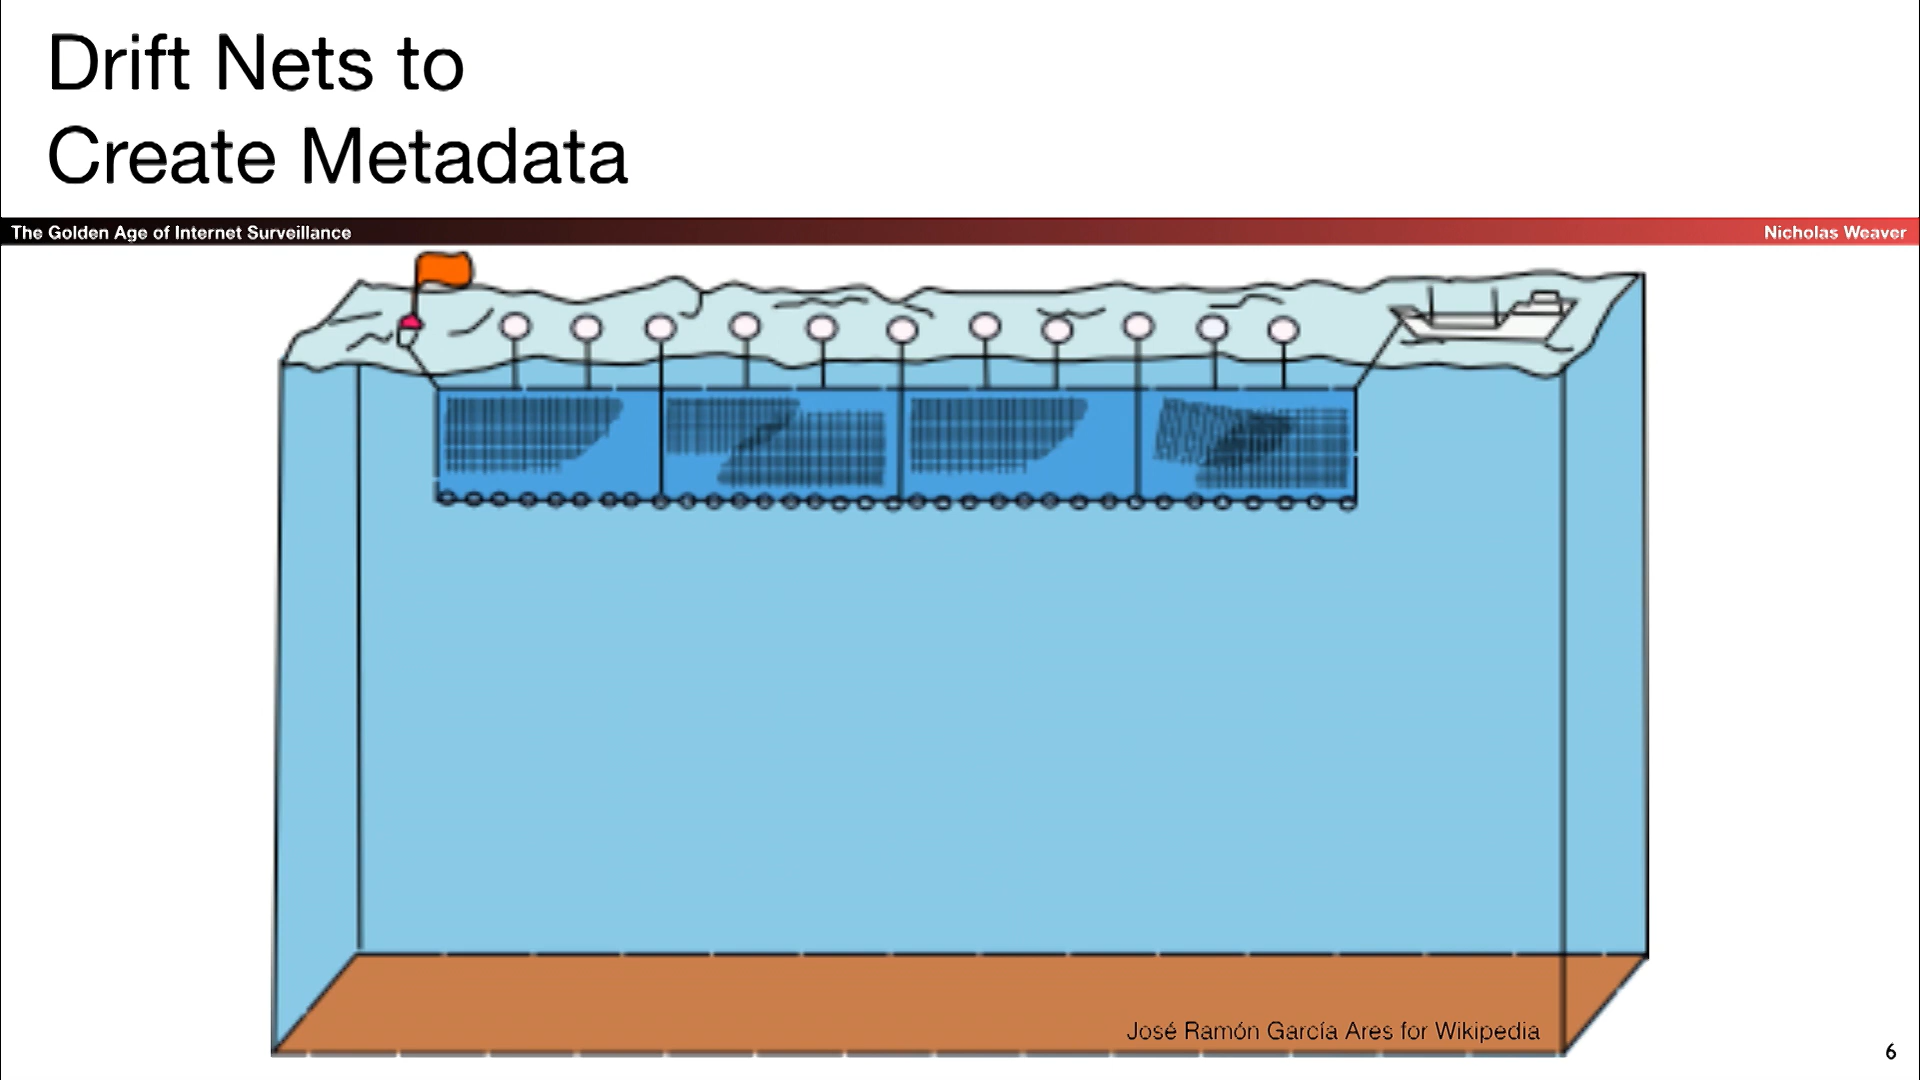 Drift Nets to
Create Metadata
The Golden Age of Internet Surveillance
Nicholas Weaver
José Ramón García Ares for Wikipedia
6